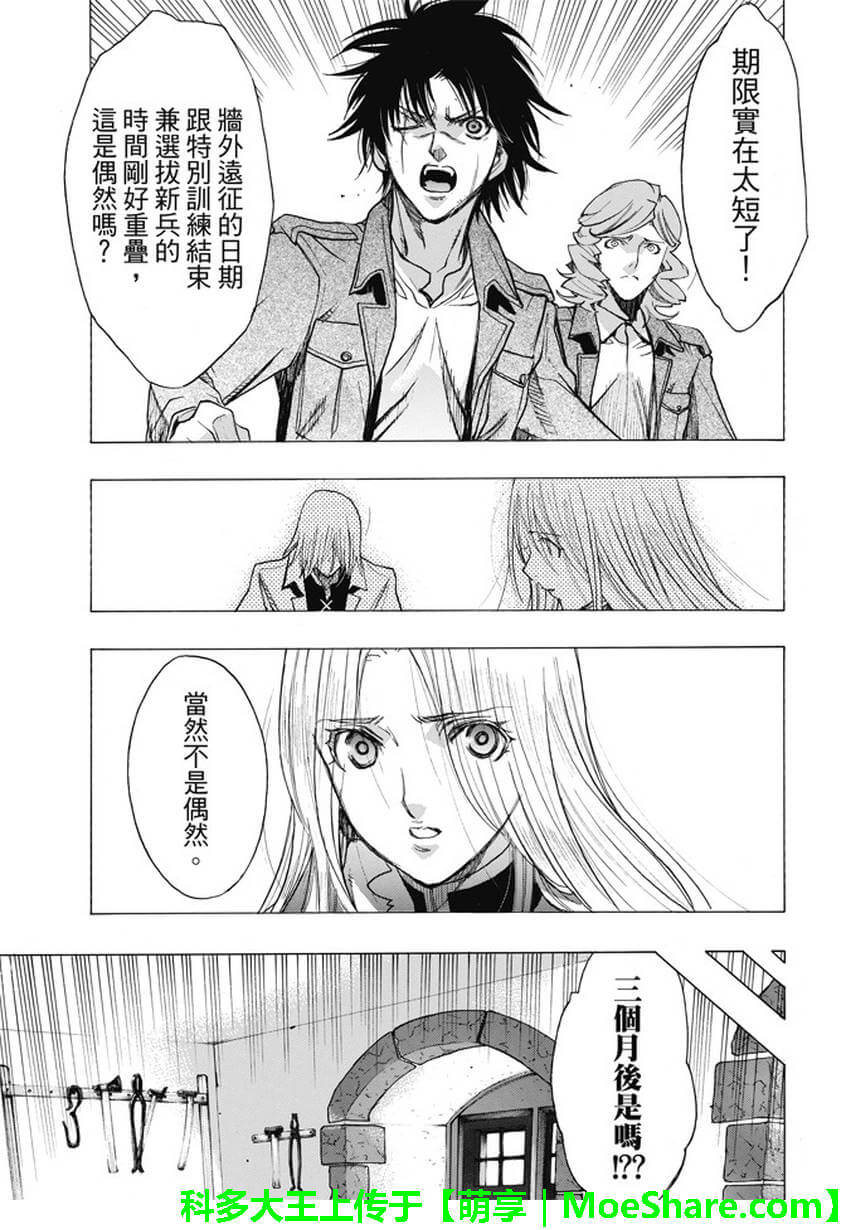 期限實在太短了！
牆外遠征的日期
跟特別訓練結束
兼選拔新兵的
時間剛好重疊，
這是偶然嗎？
當然不是偶然。
三個月後是嗎!??
科多大王上传于【萌享｜MoeShare.com】